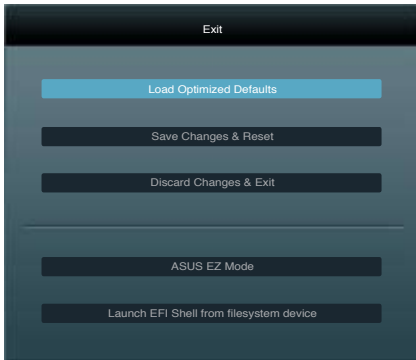 Exit
Load Optimized Defaults
Save Changes & Reset
Discard Changes & Exit
ASUS EZ Mode
Launch EFI Shell from filesystem device